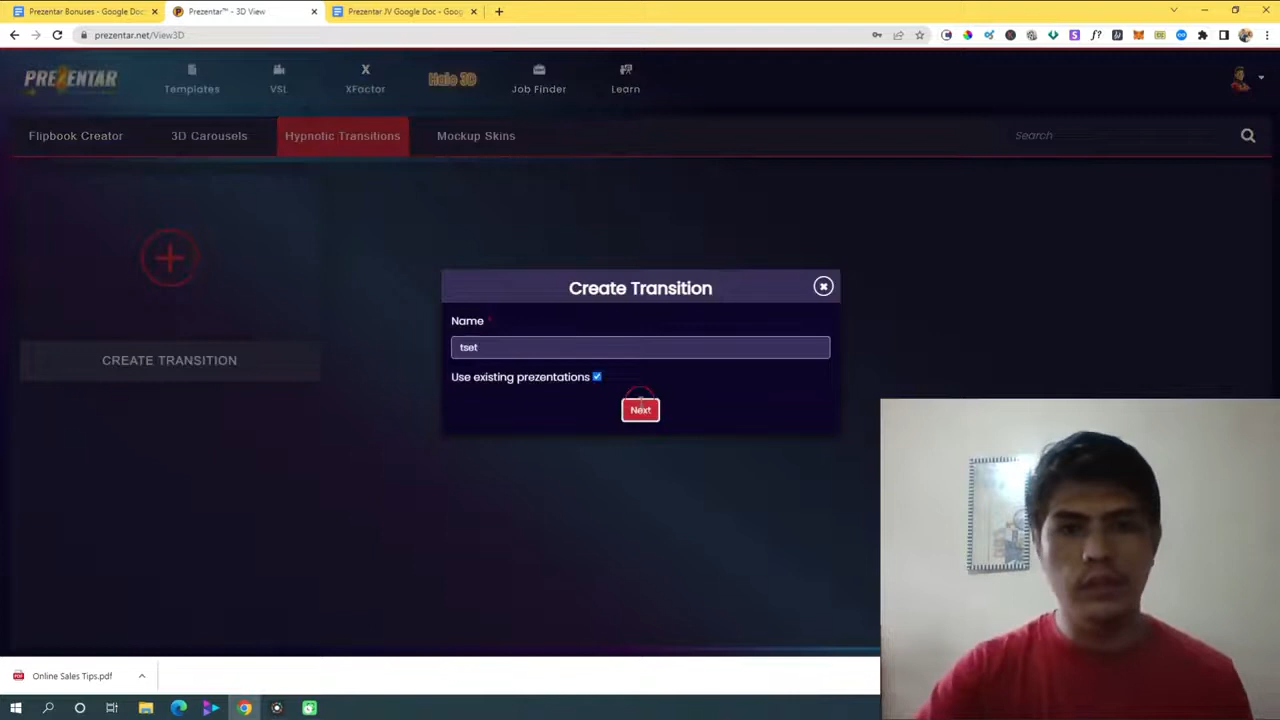 Prezentar Bonuses - Google Doc
Prezentar™ - 3D View
Prezentar JV Google Doc - Goog
prezentar.net/View3D
PREZENTAR
Templates
VSL
X
XFactor
Halo 3D
Job Finder
Learn
Flipbook Creator
3D Carousels
Hypnotic Transitions
Mockup Skins
Search
Create Transition
Name *
tset
Use existing prezentations
Next
CREATE TRANSITION
Online Sales Tips.pdf